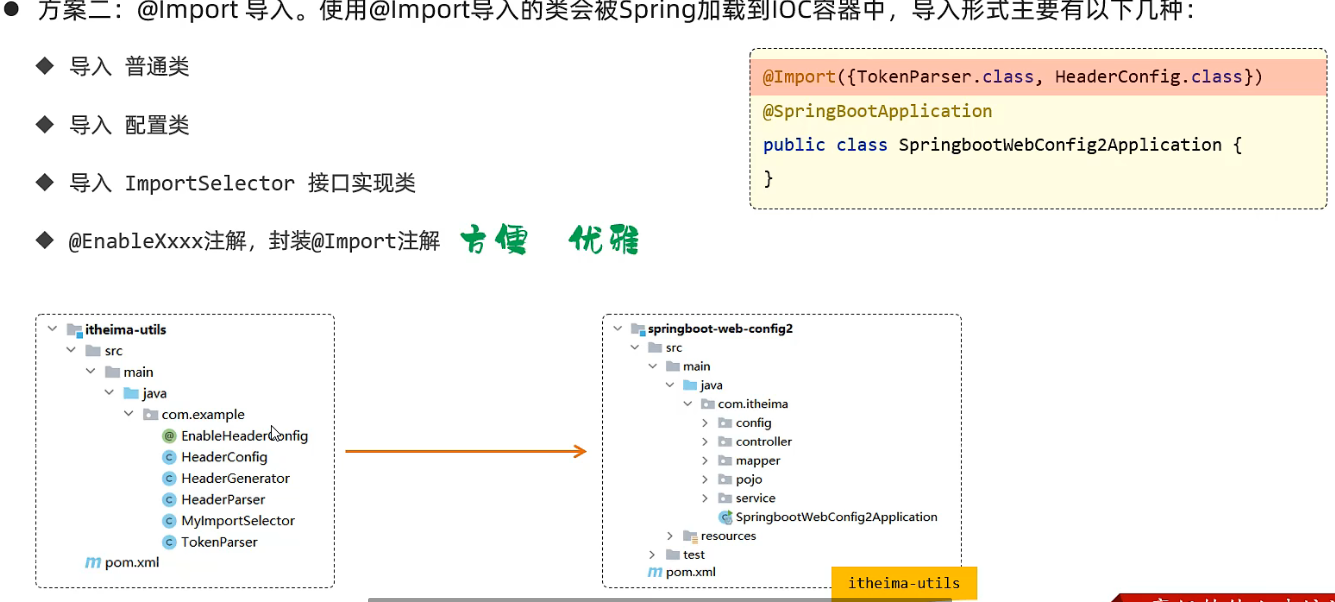 方案二：@Import 导入。使用@Import导入的类会被Spring加载到IOC容器中，导入形式主要有以下几种：
导入 普通类
导入 配置类
导入 ImportSelector 接口实现类
@EnableXxxx注解，封装@Import注解 方便 优雅
@Import({TokenParser.class, HeaderConfig.class})
@SpringBootApplication
public class SpringbootWebConfig2Application {
}
itheima-utils
src
main
java
com.example
EnableHeaderConfig
HeaderConfig
HeaderGenerator
HeaderParser
MyImportSelector
TokenParser
pom.xml
springboot-web-config2
src
main
java
com.itheima
config
controller
mapper
pojo
service
SpringbootWebConfig2Application
resources
test
pom.xml
itheima-utils